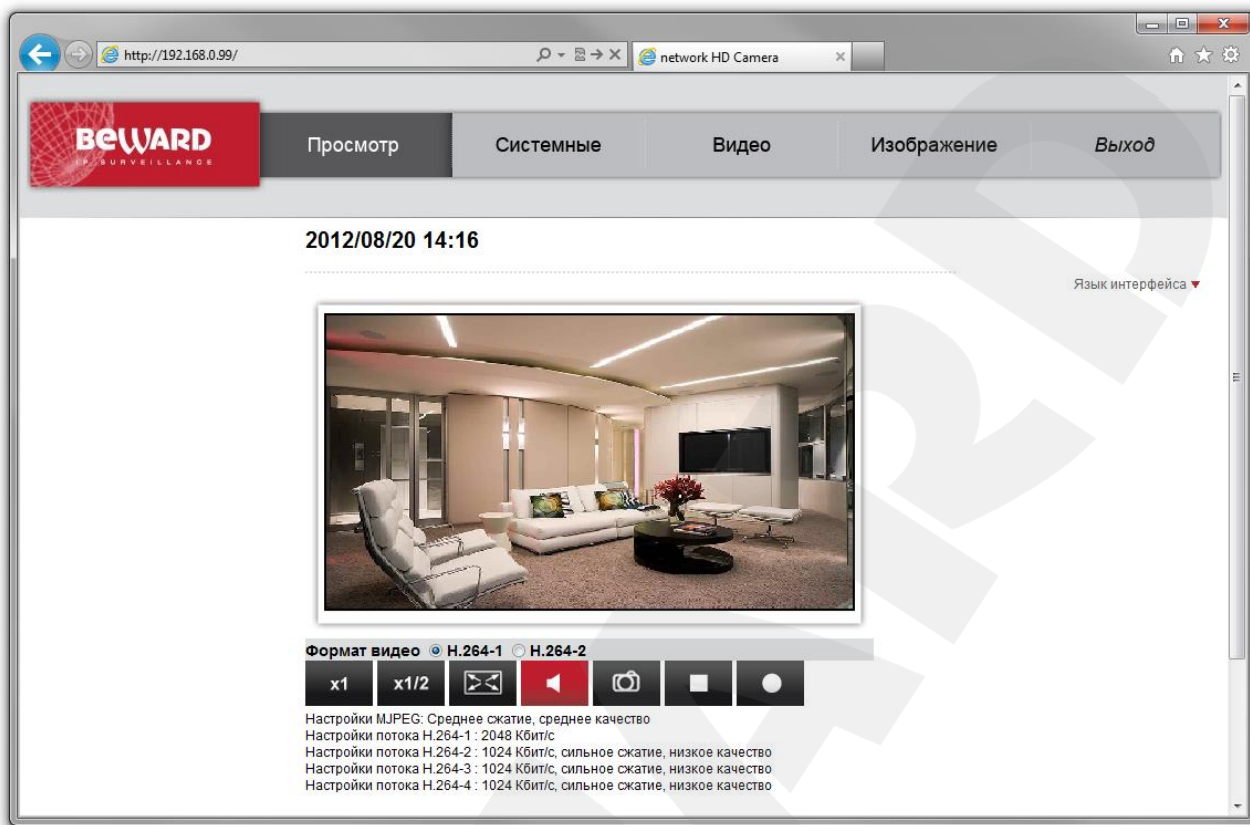 http://192.168.0.99/
network HD Camera
BEWARD
IP SURVEILLANCE
Просмотр
Системные
Видео
Изображение
Выход
2012/08/20 14:16
Язык интерфейса
Формат видео H.264-1 H.264-2
x1
x1/2
Настройки MJPEG: Среднее сжатие, среднее качество
Настройки потока H.264-1 : 2048 Кбит/с
Настройки потока H.264-2 : 1024 Кбит/с, сильное сжатие, низкое качество
Настройки потока H.264-3 : 1024 Кбит/с, сильное сжатие, низкое качество
Настройки потока H.264-4 : 1024 Кбит/с, сильное сжатие, низкое качество